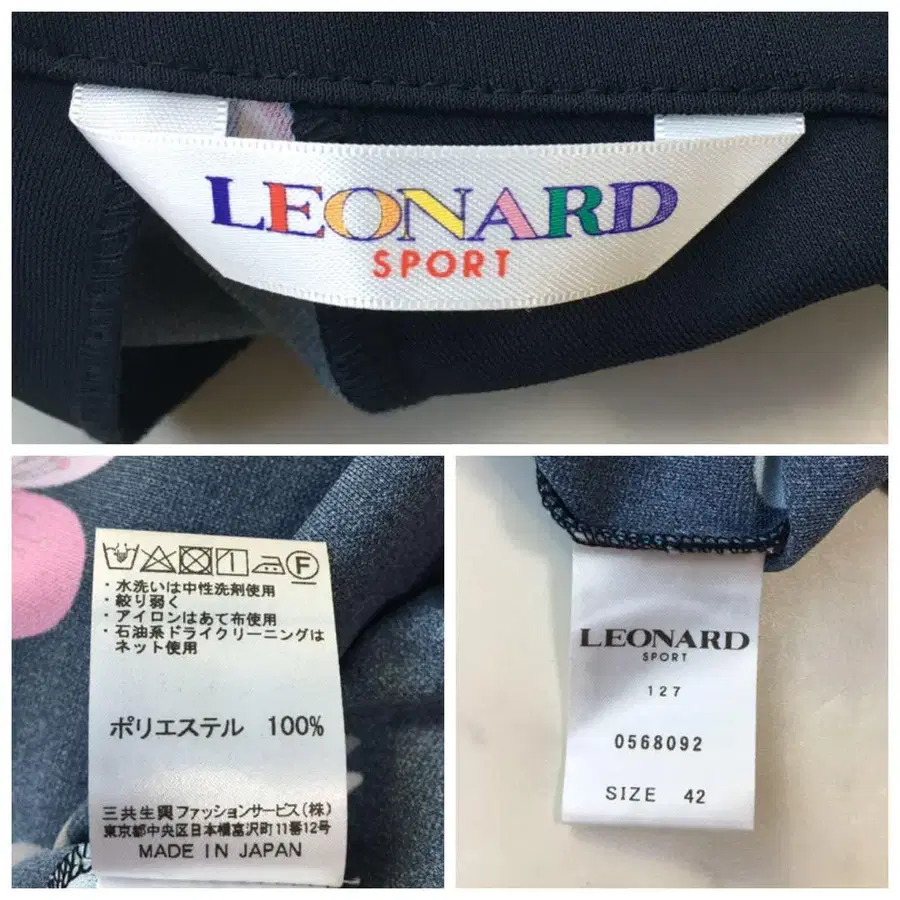 LEONARD
SPORT
・水洗いは中性洗剤使用
・絞り弱く
・アイロンはあて布使用
・石油系ドライクリーニングは
ネット使用
ポリエステル 100%
三共生興ファッションサービス(株)
東京都中央区日本橋富沢町11番12号
MADE IN JAPAN
LEONARD
SPORT
127
0568092
SIZE 42